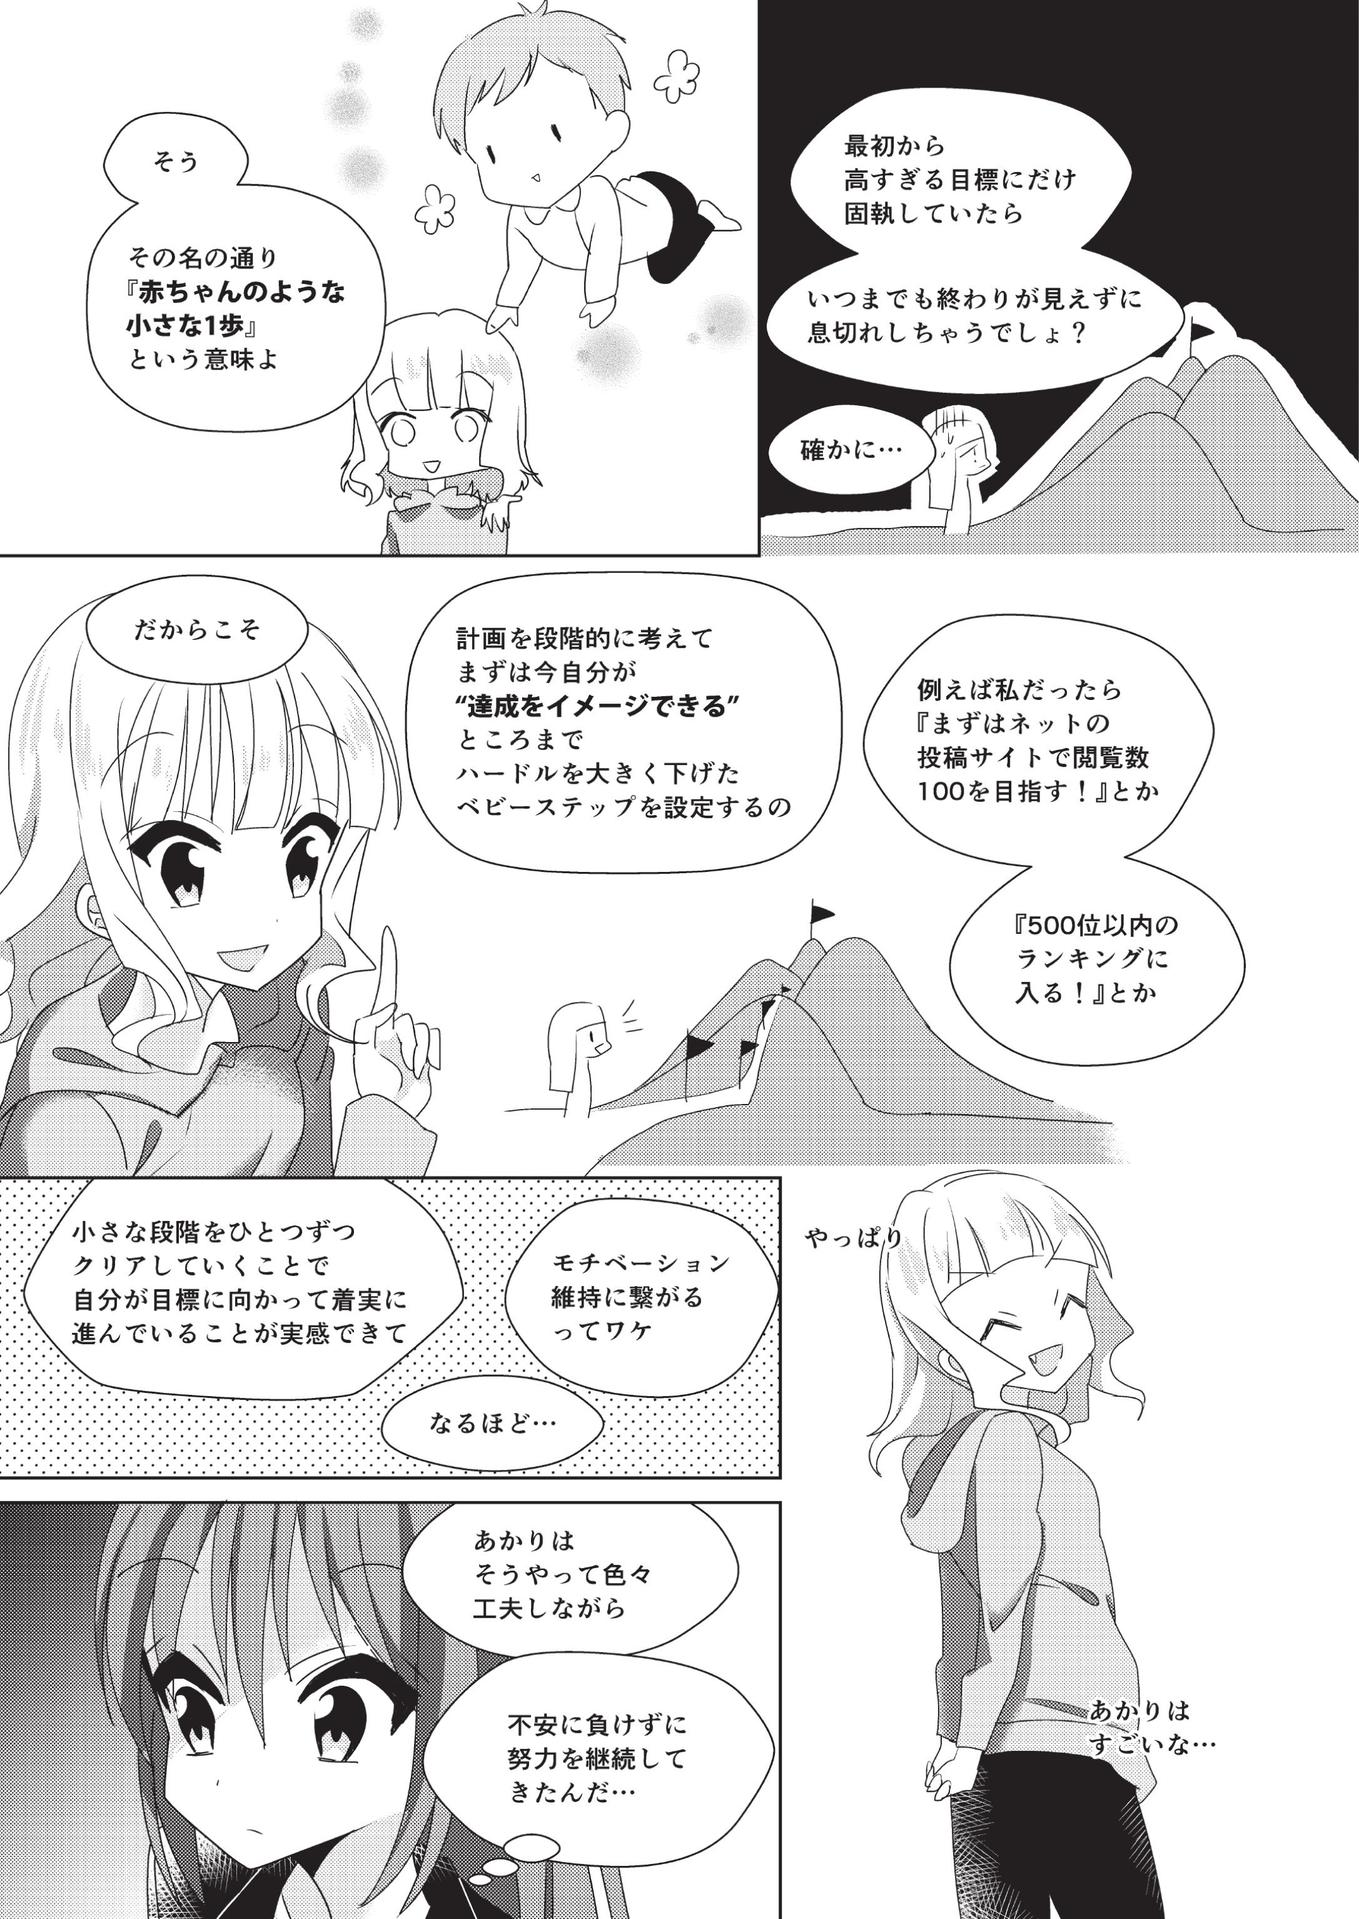 そう
その名の通り
『赤ちゃんのような
小さな1歩』
という意味よ
最初から
高すぎる目標にだけ
固執していたら
いつまでも終わりが見えずに
息切れしちゃうでしょ？
確かに…
だからこそ
計画を段階的に考えて
まずは今自分が
“達成をイメージできる”
ところまで
ハードルを大きく下げた
ベビーステップを設定するの
例えば私だったら
『まずはネットの
投稿サイトで閲覧数
100を目指す！』とか
『500位以内の
ランキングに
入る！』とか
小さな段階をひとつずつ
クリアしていくことで
自分が目標に向かって着実に
進んでいることが実感できて
モチベーション
維持に繋がる
ってワケ
なるほど…
やっぱり
あかりは
すごいな…
あかりは
そうやって色々
工夫しながら
不安に負けずに
努力を継続して
きたんだ…